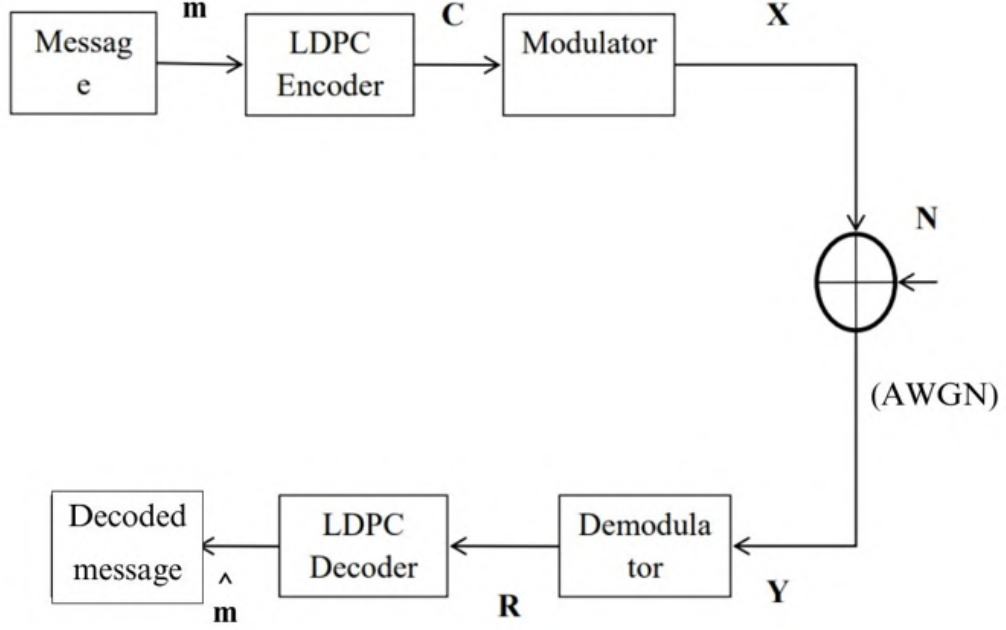 m
C
X
Messag
e
LDPC
Encoder
Modulator
N
(AWGN)
Decoded
message
LDPC
Decoder
Demodula
tor
^
m
R
Y